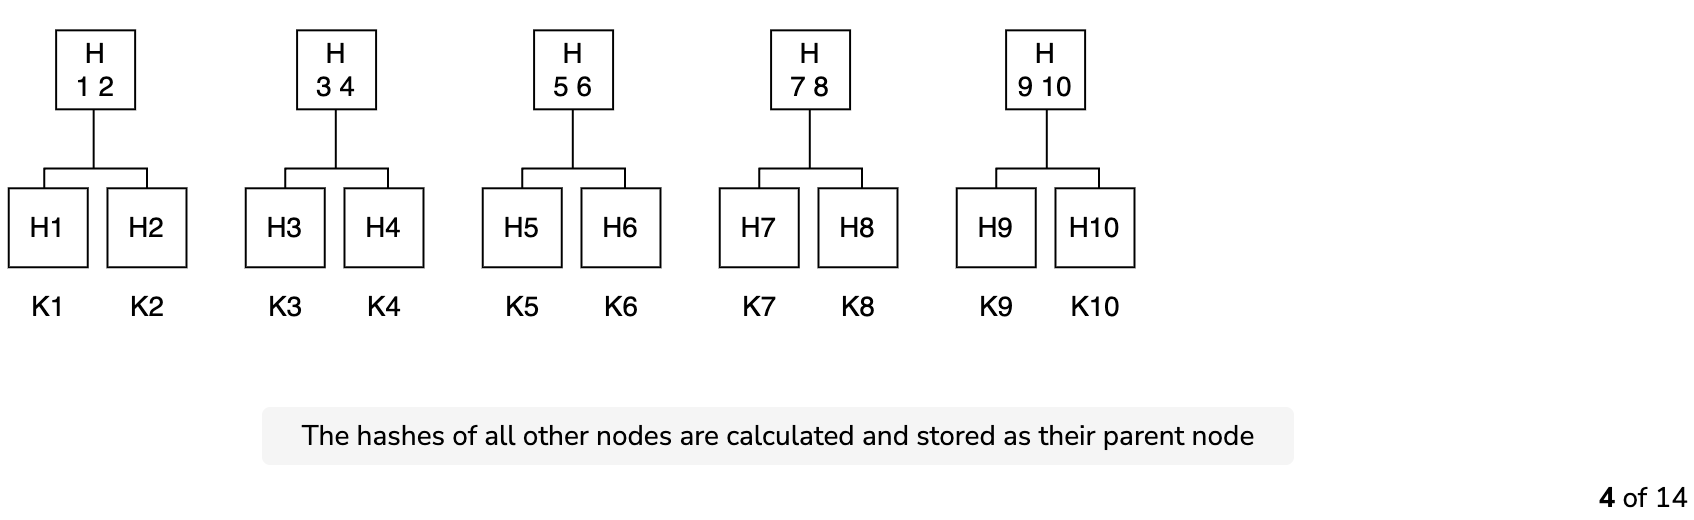 H H H H H
1 2 3 4 5 6 7 8 9 10
H1 H2 H3 H4 H5 H6 H7 H8 H9 H10
K1 K2 K3 K4 K5 K6 K7 K8 K9 K10
The hashes of all other nodes are calculated and stored as their parent node
4 of 14